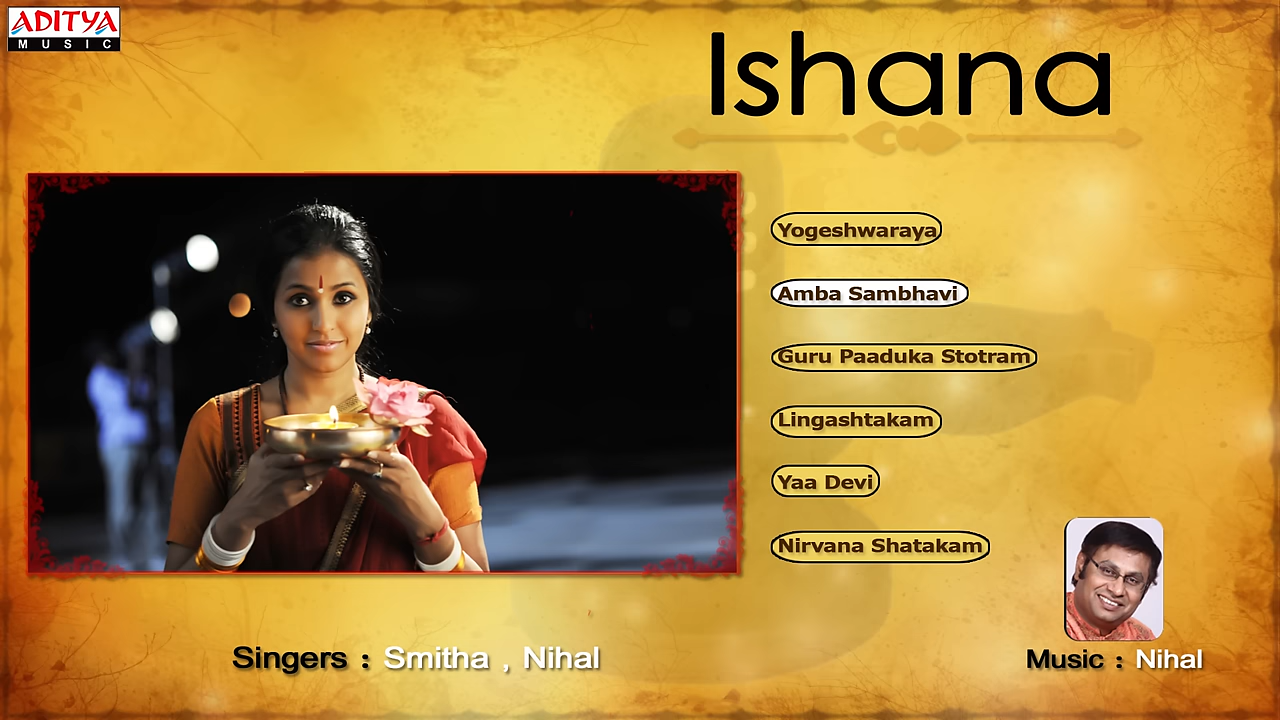 ADITYA
MUSIC
Ishana
Yogeshwaraya
Amba Sambhavi
Guru Paaduka Stotram
Lingashtakam
Yaa Devi
Nirvana Shatakam
Singers : Smitha , Nihal
Music : Nihal